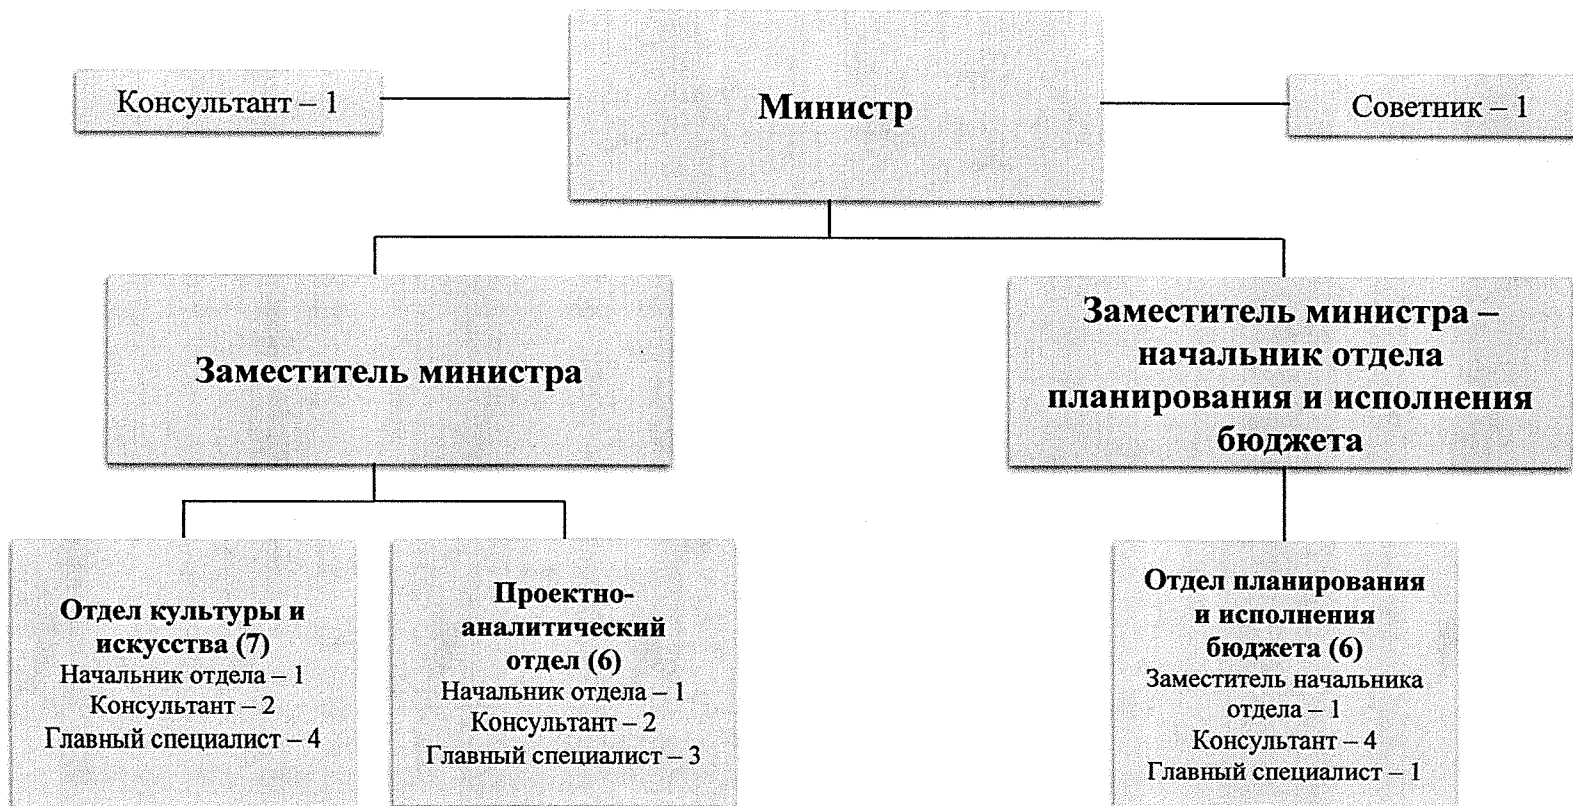 Консультант – 1
Министр
Советник – 1
Заместитель министра
Заместитель министра –
начальник отдела
планирования и исполнения
бюджета
Отдел культуры и
искусства (7)
Начальник отдела – 1
Консультант – 2
Главный специалист – 4
Проектно-
аналитический
отдел (6)
Начальник отдела – 1
Консультант – 2
Главный специалист – 3
Отдел планирования
и исполнения
бюджета (6)
Заместитель начальника
отдела – 1
Консультант – 4
Главный специалист – 1